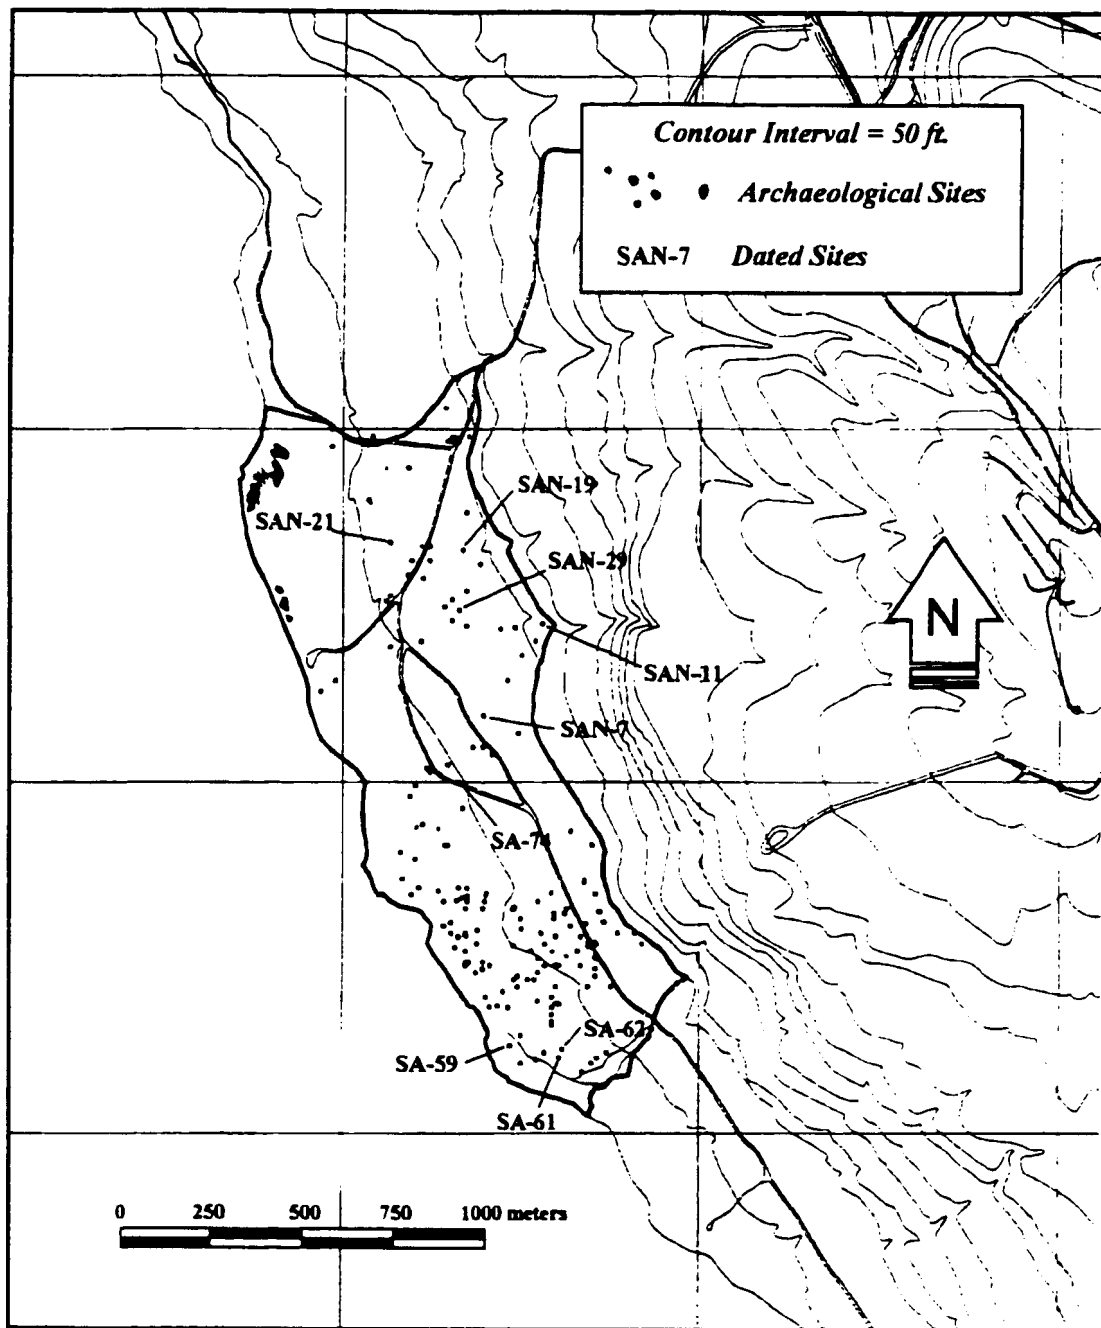 Contour Interval = 50 ft.
Archaeological Sites
SAN-7 Dated Sites
SAN-19
SAN-21
SAN-29
N
SAN-11
SAN-7
SA-74
SA-62
SA-59
SA-61
0 250 500 750 1000 meters